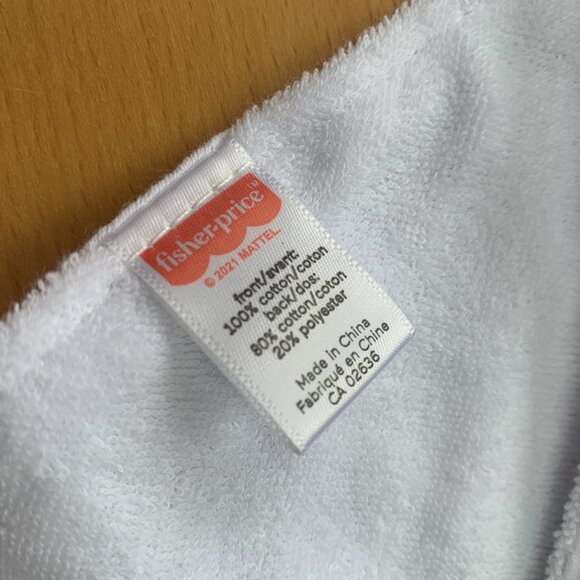 fisher-price™
© 2021 MATTEL.
front/avant:
100% cotton/coton
back/dos:
80% cotton/coton
20% polyester
Made in China
Fabriqué en Chine
CA 02636